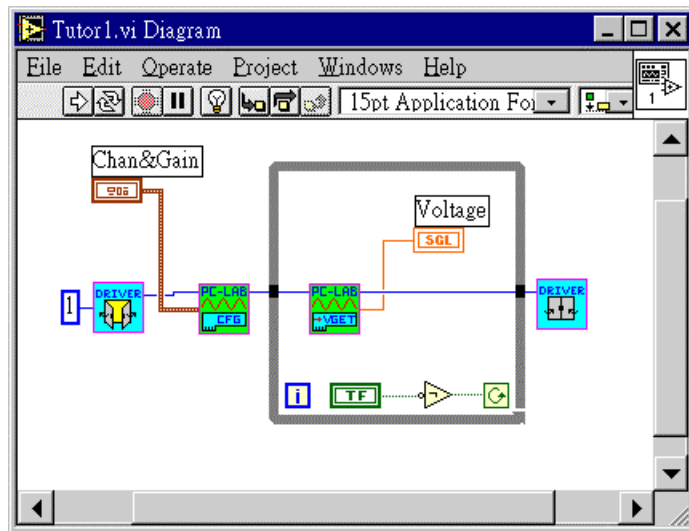 Tutor1.vi Diagram
File Edit Operate Project Windows Help
15pt Application Fo
1
Chan&Gain
Voltage
SGL
1
DRIVER
PC-LAB
CFG
PC-LAB
VGET
DRIVER
i
TF